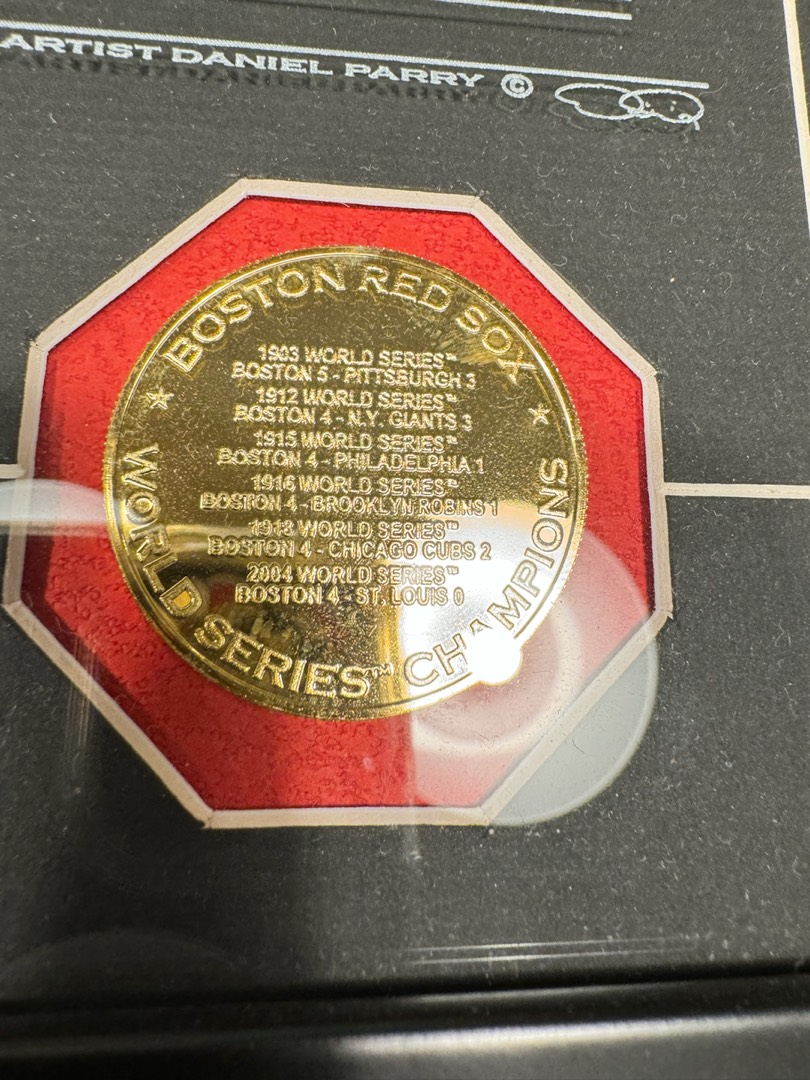 ARTIST DANIEL PARRY ©
BOSTON RED SOX
1903 WORLD SERIES™
BOSTON 5 - PITTSBURGH 3
1912 WORLD SERIES™
BOSTON 4 - N.Y. GIANTS 3
1915 WORLD SERIES™
BOSTON 4 - PHILADELPHIA 1
1916 WORLD SERIES™
BOSTON 4 - BROOKLYN ROBINS 1
1918 WORLD SERIES™
BOSTON 4 - CHICAGO CUBS 2
2004 WORLD SERIES™
BOSTON 4 - ST. LOUIS 0
WORLD SERIES™ CHAMPIONS